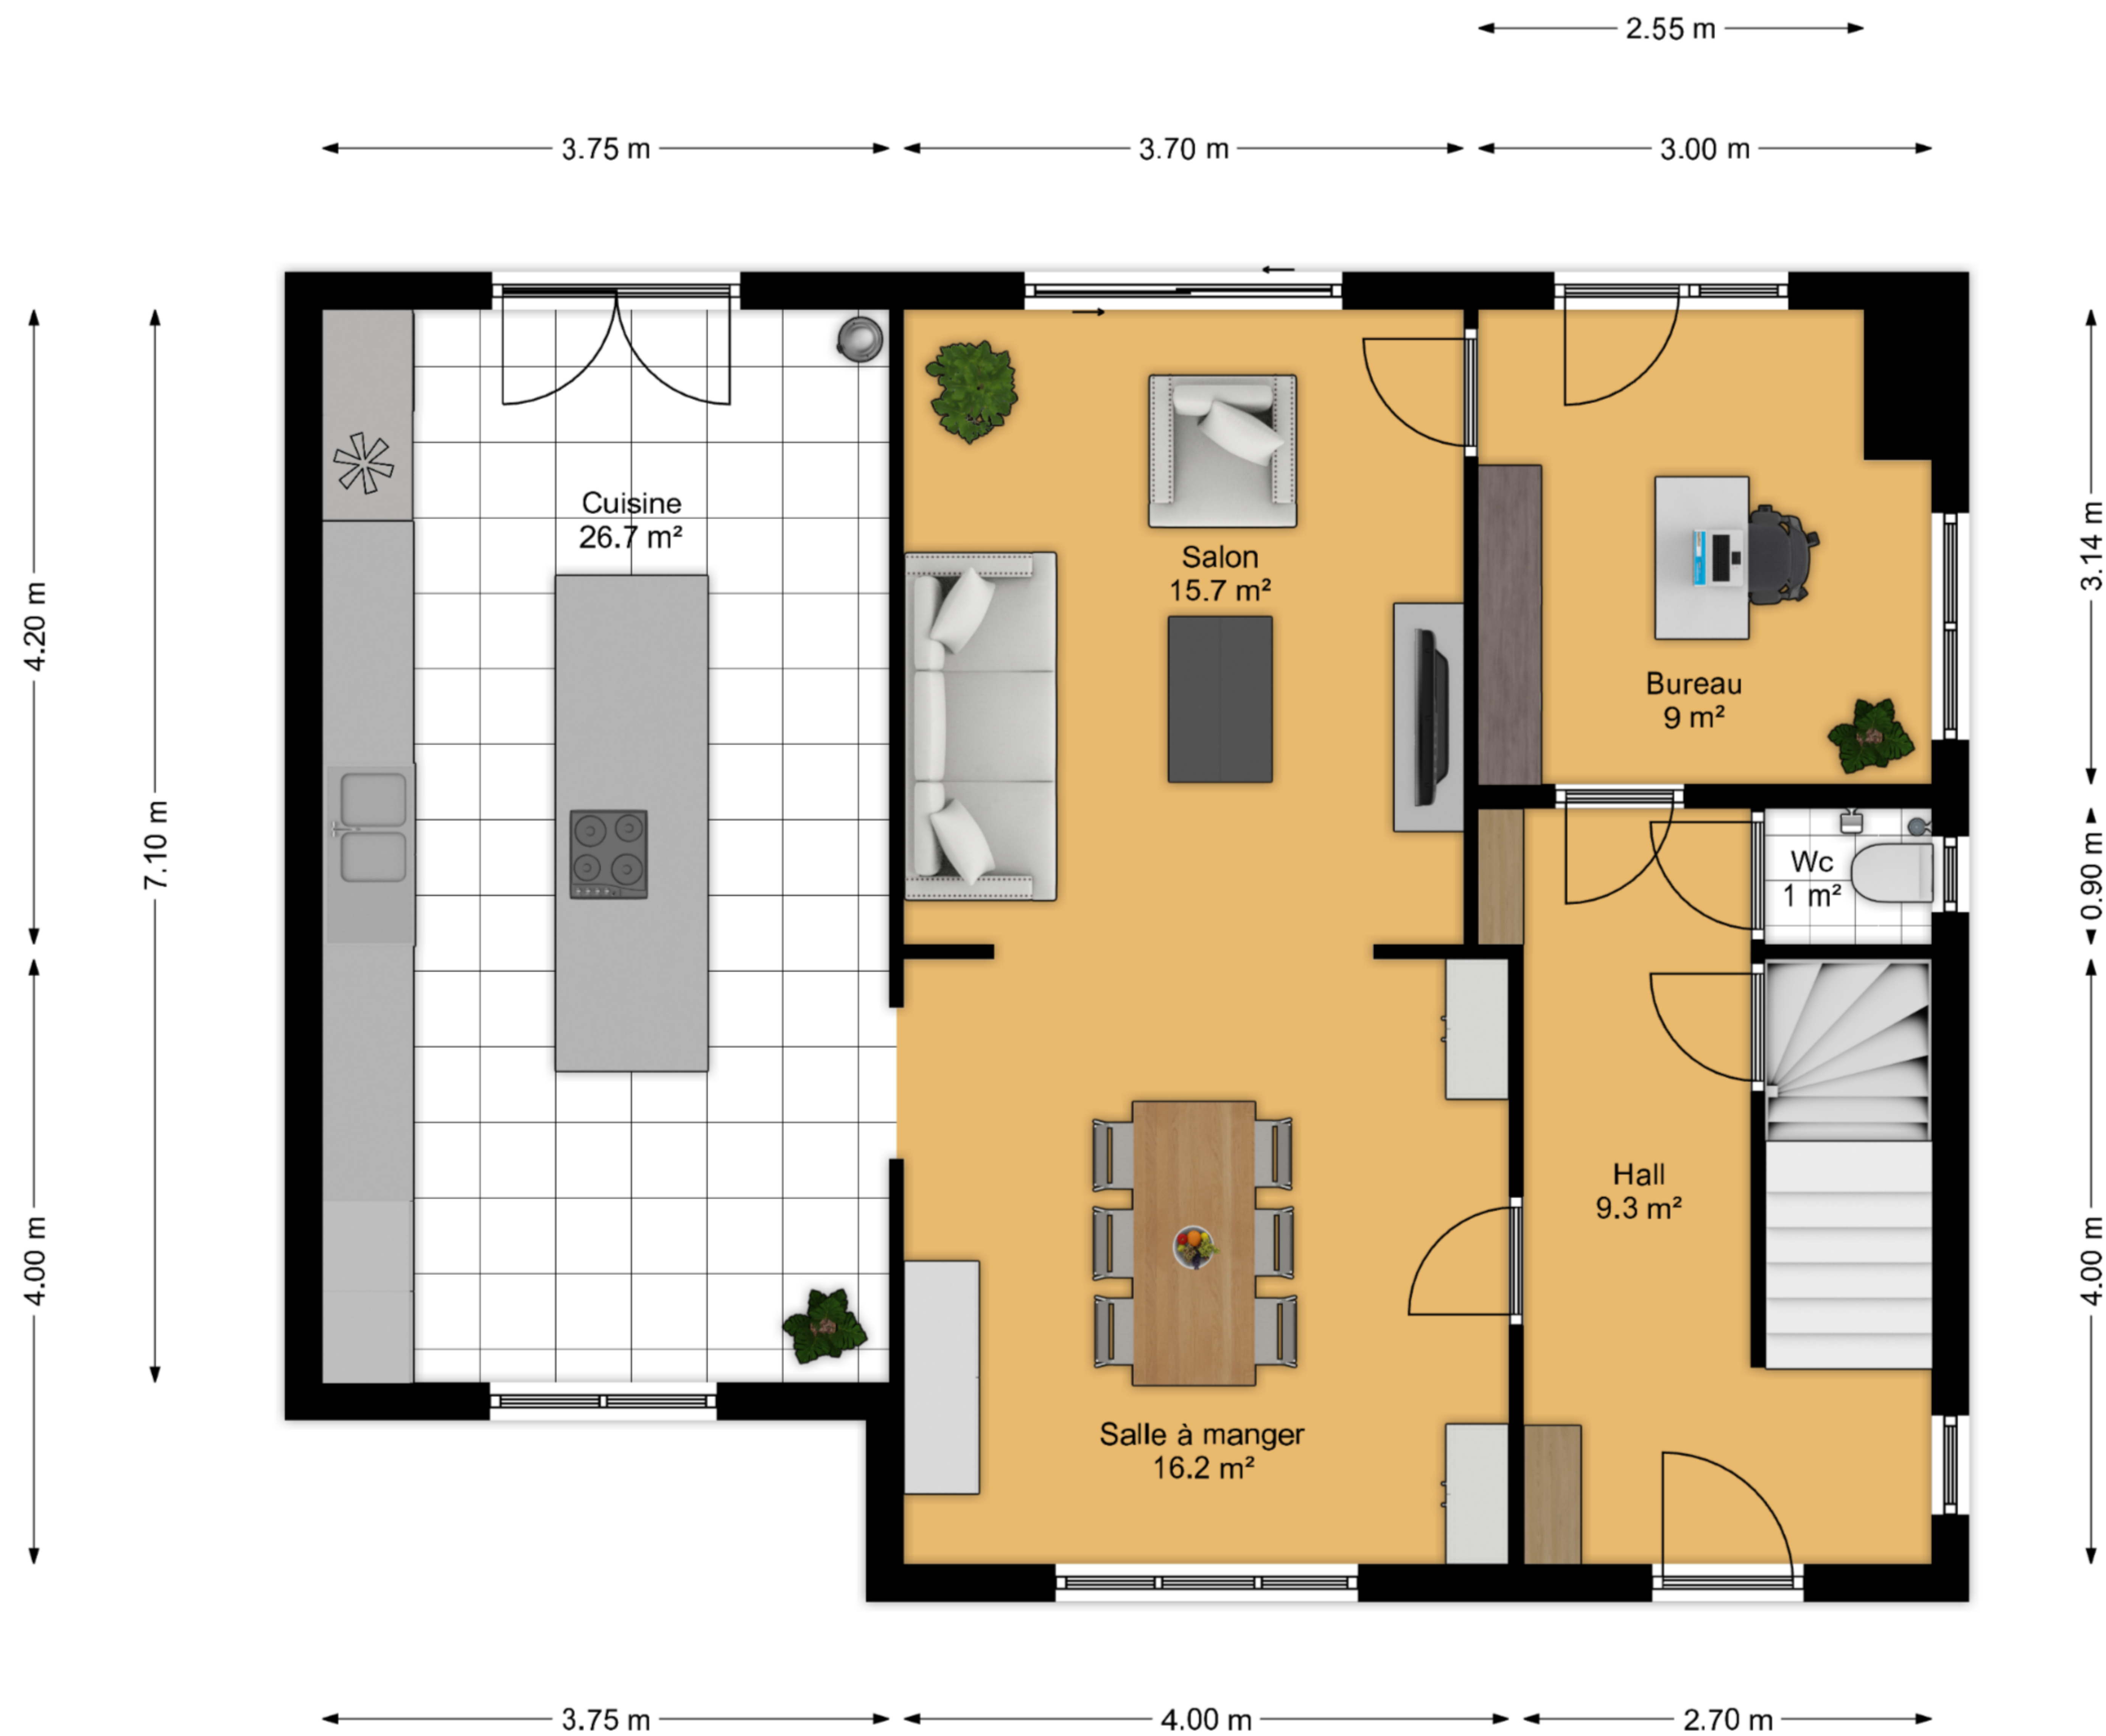 2.55 m
3.75 m
3.70 m
3.00 m
Cuisine
26.7 m²
Salon
15.7 m²
Bureau
9 m²
Wc
1 m²
Hall
9.3 m²
Salle à manger
16.2 m²
4.20 m
7.10 m
4.00 m
3.14 m
0.90 m
4.00 m
3.75 m
4.00 m
2.70 m